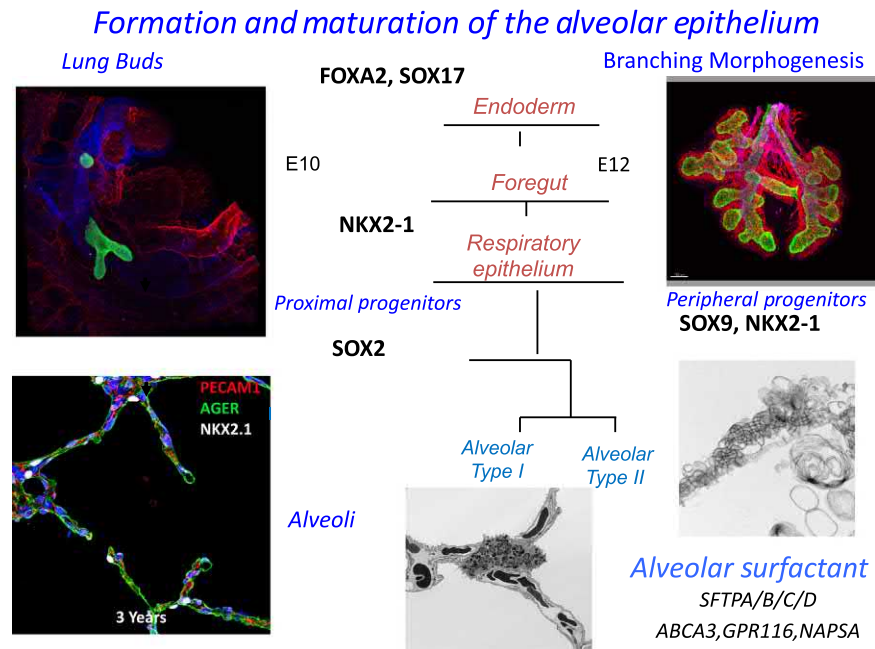 Formation and maturation of the alveolar epithelium
Lung Buds
Branching Morphogenesis
FOXA2, SOX17
Endoderm
E10
E12
Foregut
NKX2-1
Respiratory
epithelium
Proximal progenitors
Peripheral progenitors
SOX9, NKX2-1
SOX2
PECAM1
AGER
NKX2.1
3 Years
Alveolar
Type I
Alveolar
Type II
Alveoli
Alveolar surfactant
SFTPA/B/C/D
ABCA3,GPR116,NAPSA